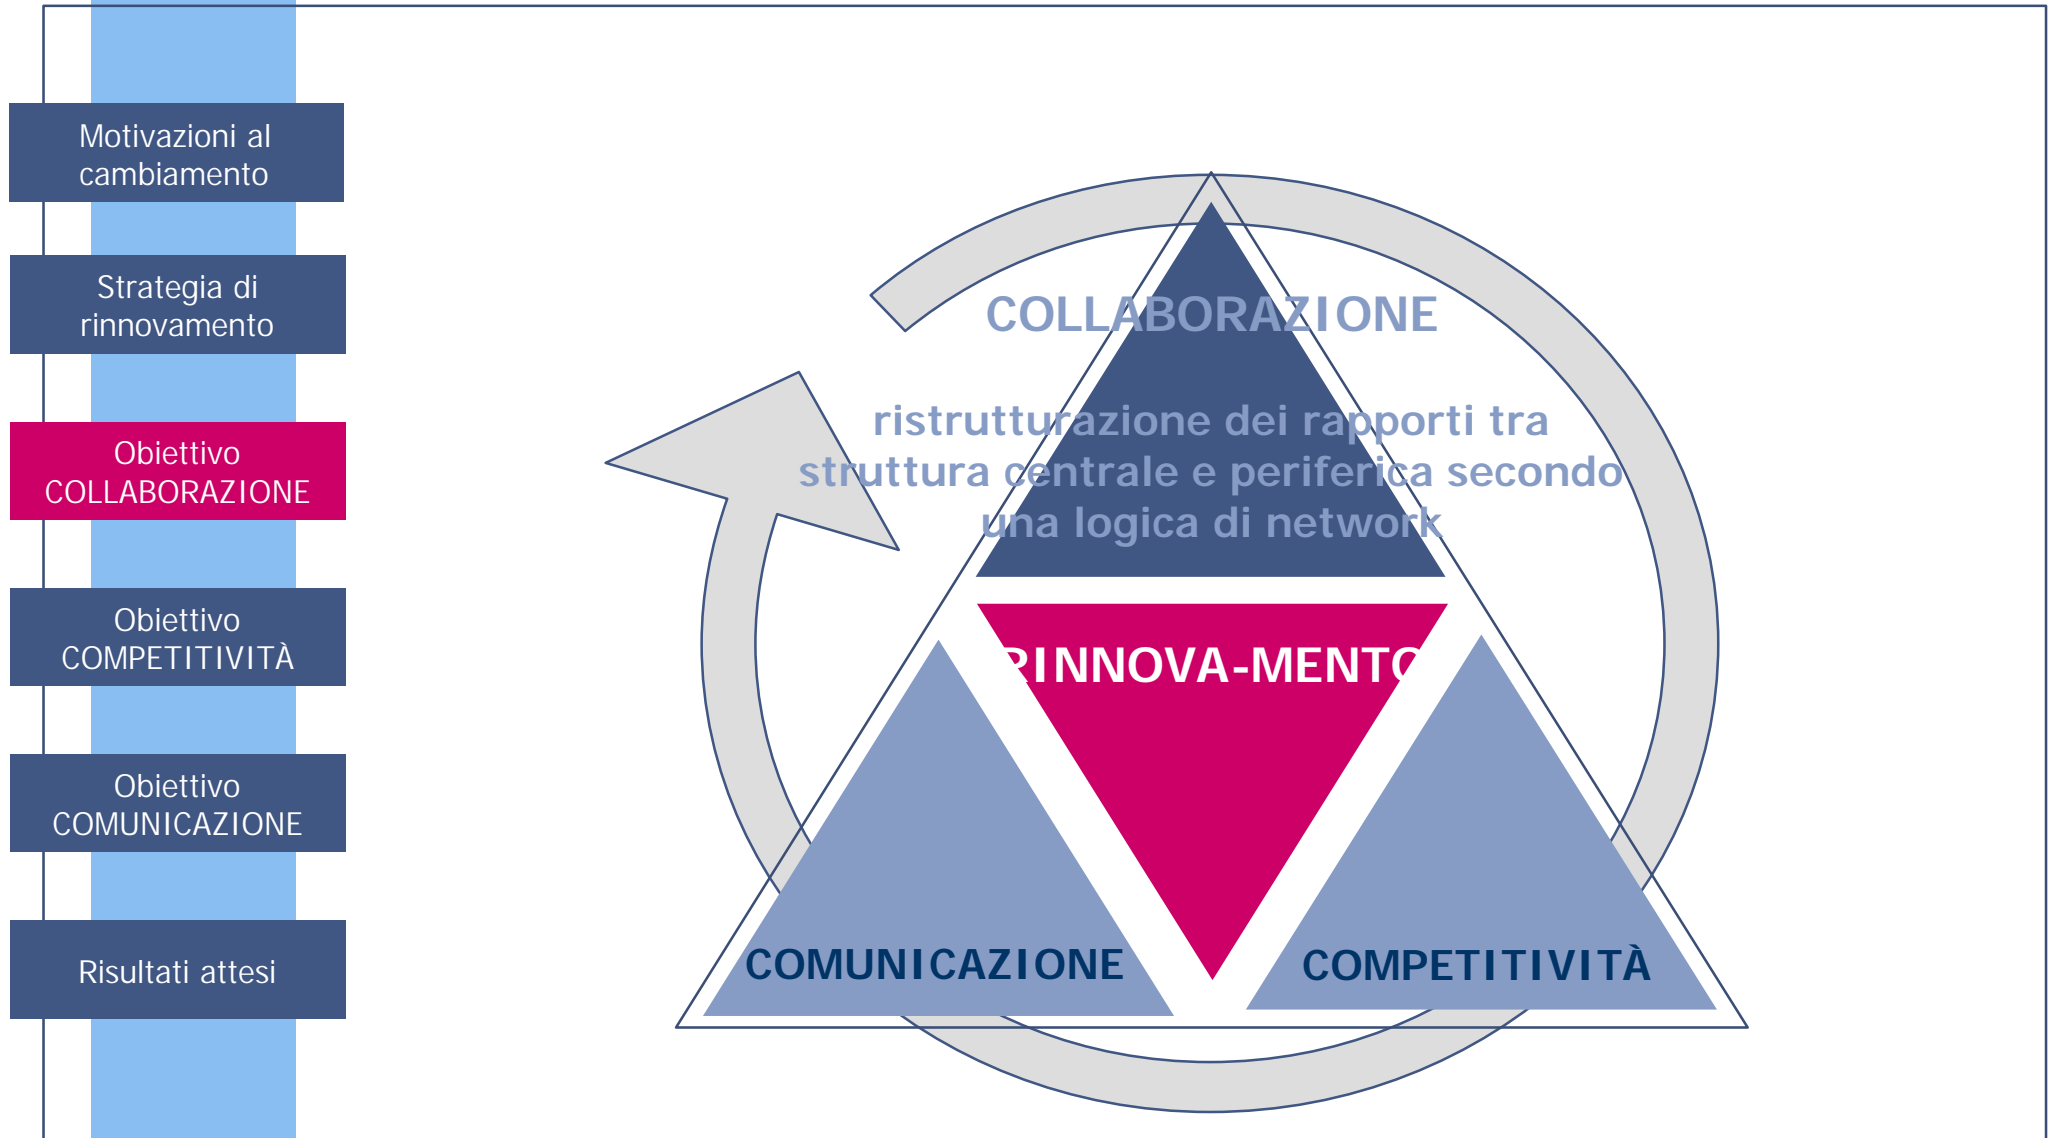 Motivazioni al
cambiamento
Strategia di
rinnovamento
Obiettivo
COLLABORAZIONE
Obiettivo
COMPETITIVITÀ
Obiettivo
COMUNICAZIONE
Risultati attesi
COLLABORAZIONE
ristrutturazione dei rapporti tra
struttura centrale e periferica secondo
una logica di network
RINNOVA-MENTO
COMUNICAZIONE
COMPETITIVITÀ